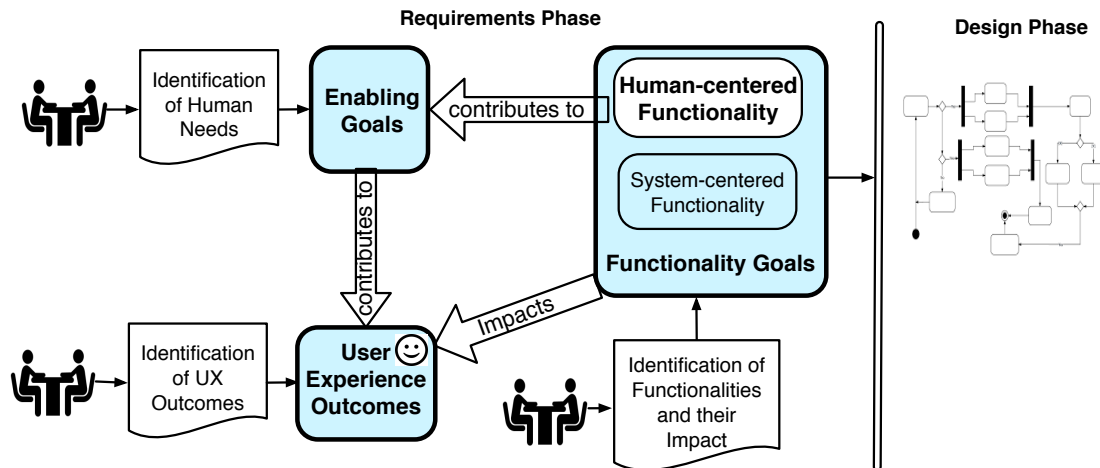 Requirements Phase
Design Phase
Identification
of Human
Needs
Enabling
Goals
contributes to
Human-centered
Functionality
System-centered
Functionality
Functionality Goals
contributes to
Impacts
Identification
of UX
Outcomes
User
Experience
Outcomes
Identification of
Functionalities
and their
Impact